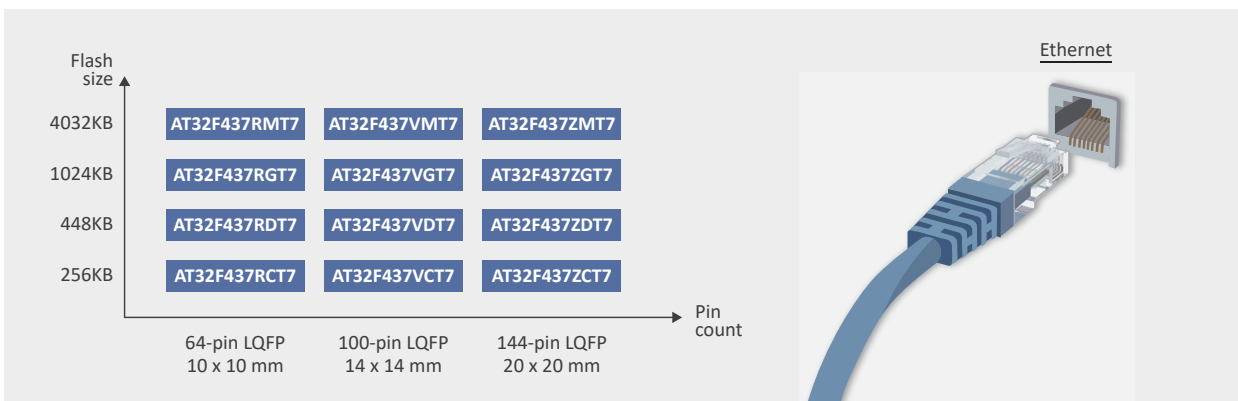 Ethernet
Flash
size
4032KB
AT32F437RMT7 AT32F437VMT7 AT32F437ZMT7
1024KB
AT32F437RGT7 AT32F437VGT7 AT32F437ZGT7
448KB
AT32F437RDT7 AT32F437VDT7 AT32F437ZDT7
256KB
AT32F437RCT7 AT32F437VCT7 AT32F437ZCT7
Pin
count
64-pin LQFP 100-pin LQFP 144-pin LQFP
10 x 10 mm 14 x 14 mm 20 x 20 mm